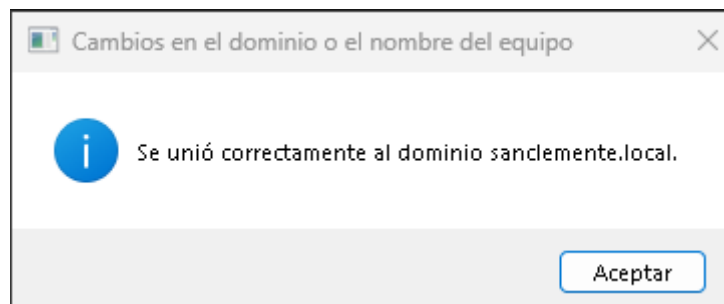 Cambios en el dominio o el nombre del equipo
Se unió correctamente al dominio sanclemente.local.
Aceptar